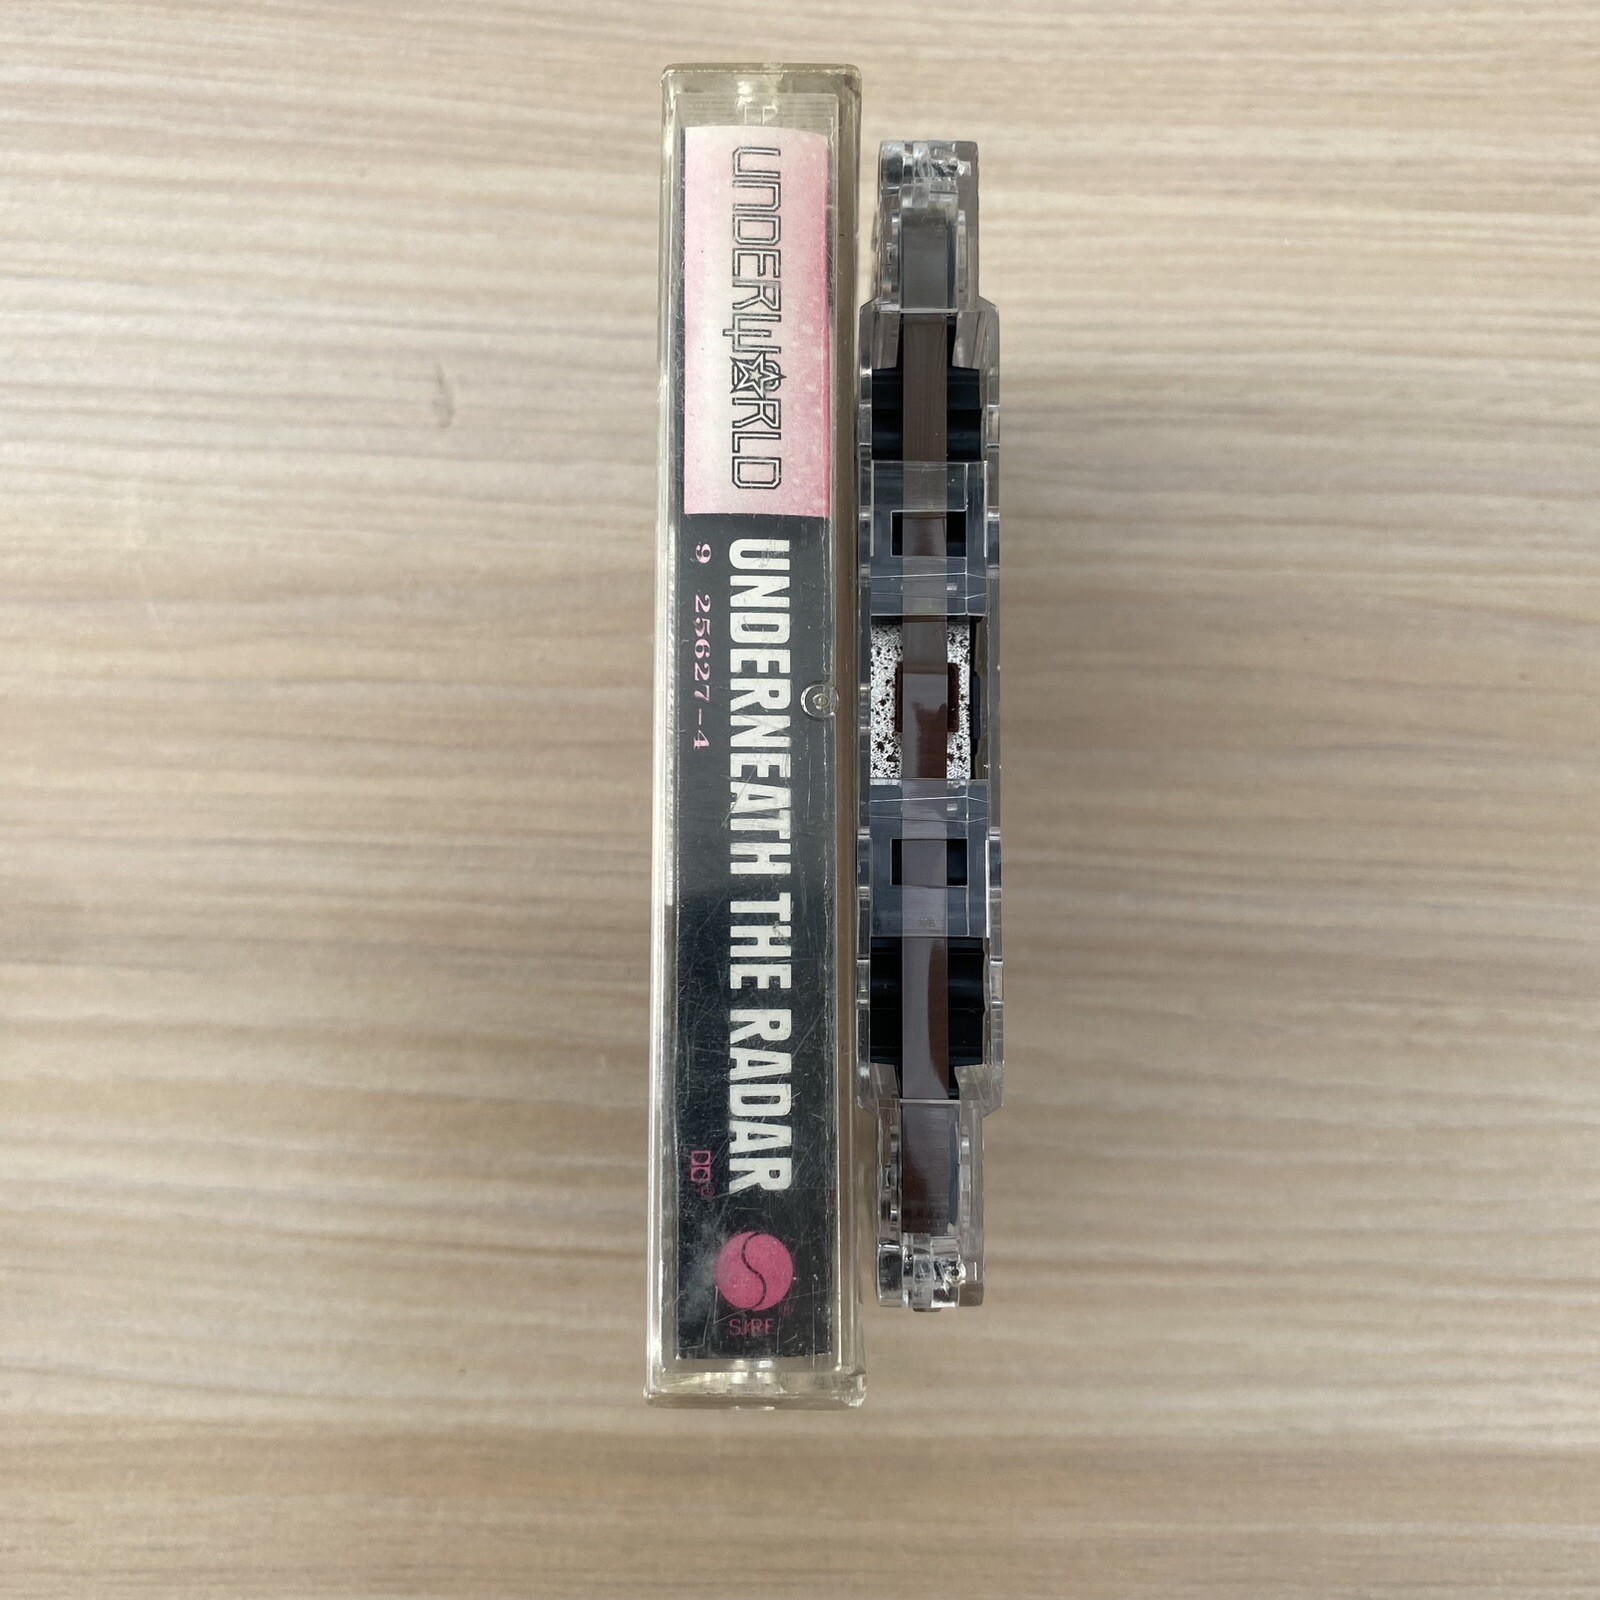 UNDERWORLD
UNDERNEATH THE RADAR
9 25627-4
SIRE